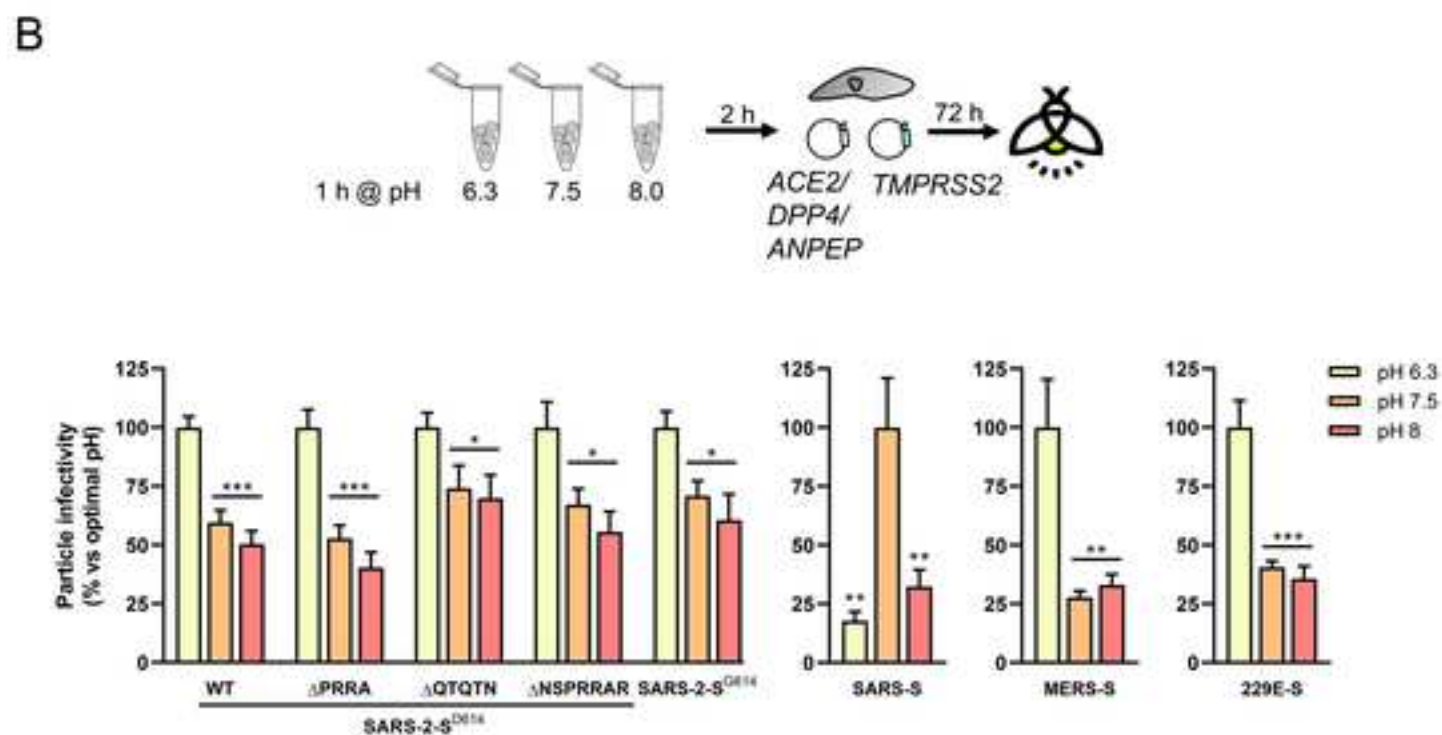 B
2 h
72 h
1 h @ pH 6.3 7.5 8.0
ACE2/ TMPRSS2
DPP4/
ANPEP
Particle infectivity
(% vs optimal pH)
125
100
75
50
25
0
*** *** * * *
WT ΔPRRA ΔQTQTN ΔNSPRRAR SARS-2-S^G614
SARS-2-S^D614
125
100
75
50
25
0
** **
SARS-S
125
100
75
50
25
0
**
MERS-S
125
100
75
50
25
0
***
229E-S
pH 6.3
pH 7.5
pH 8